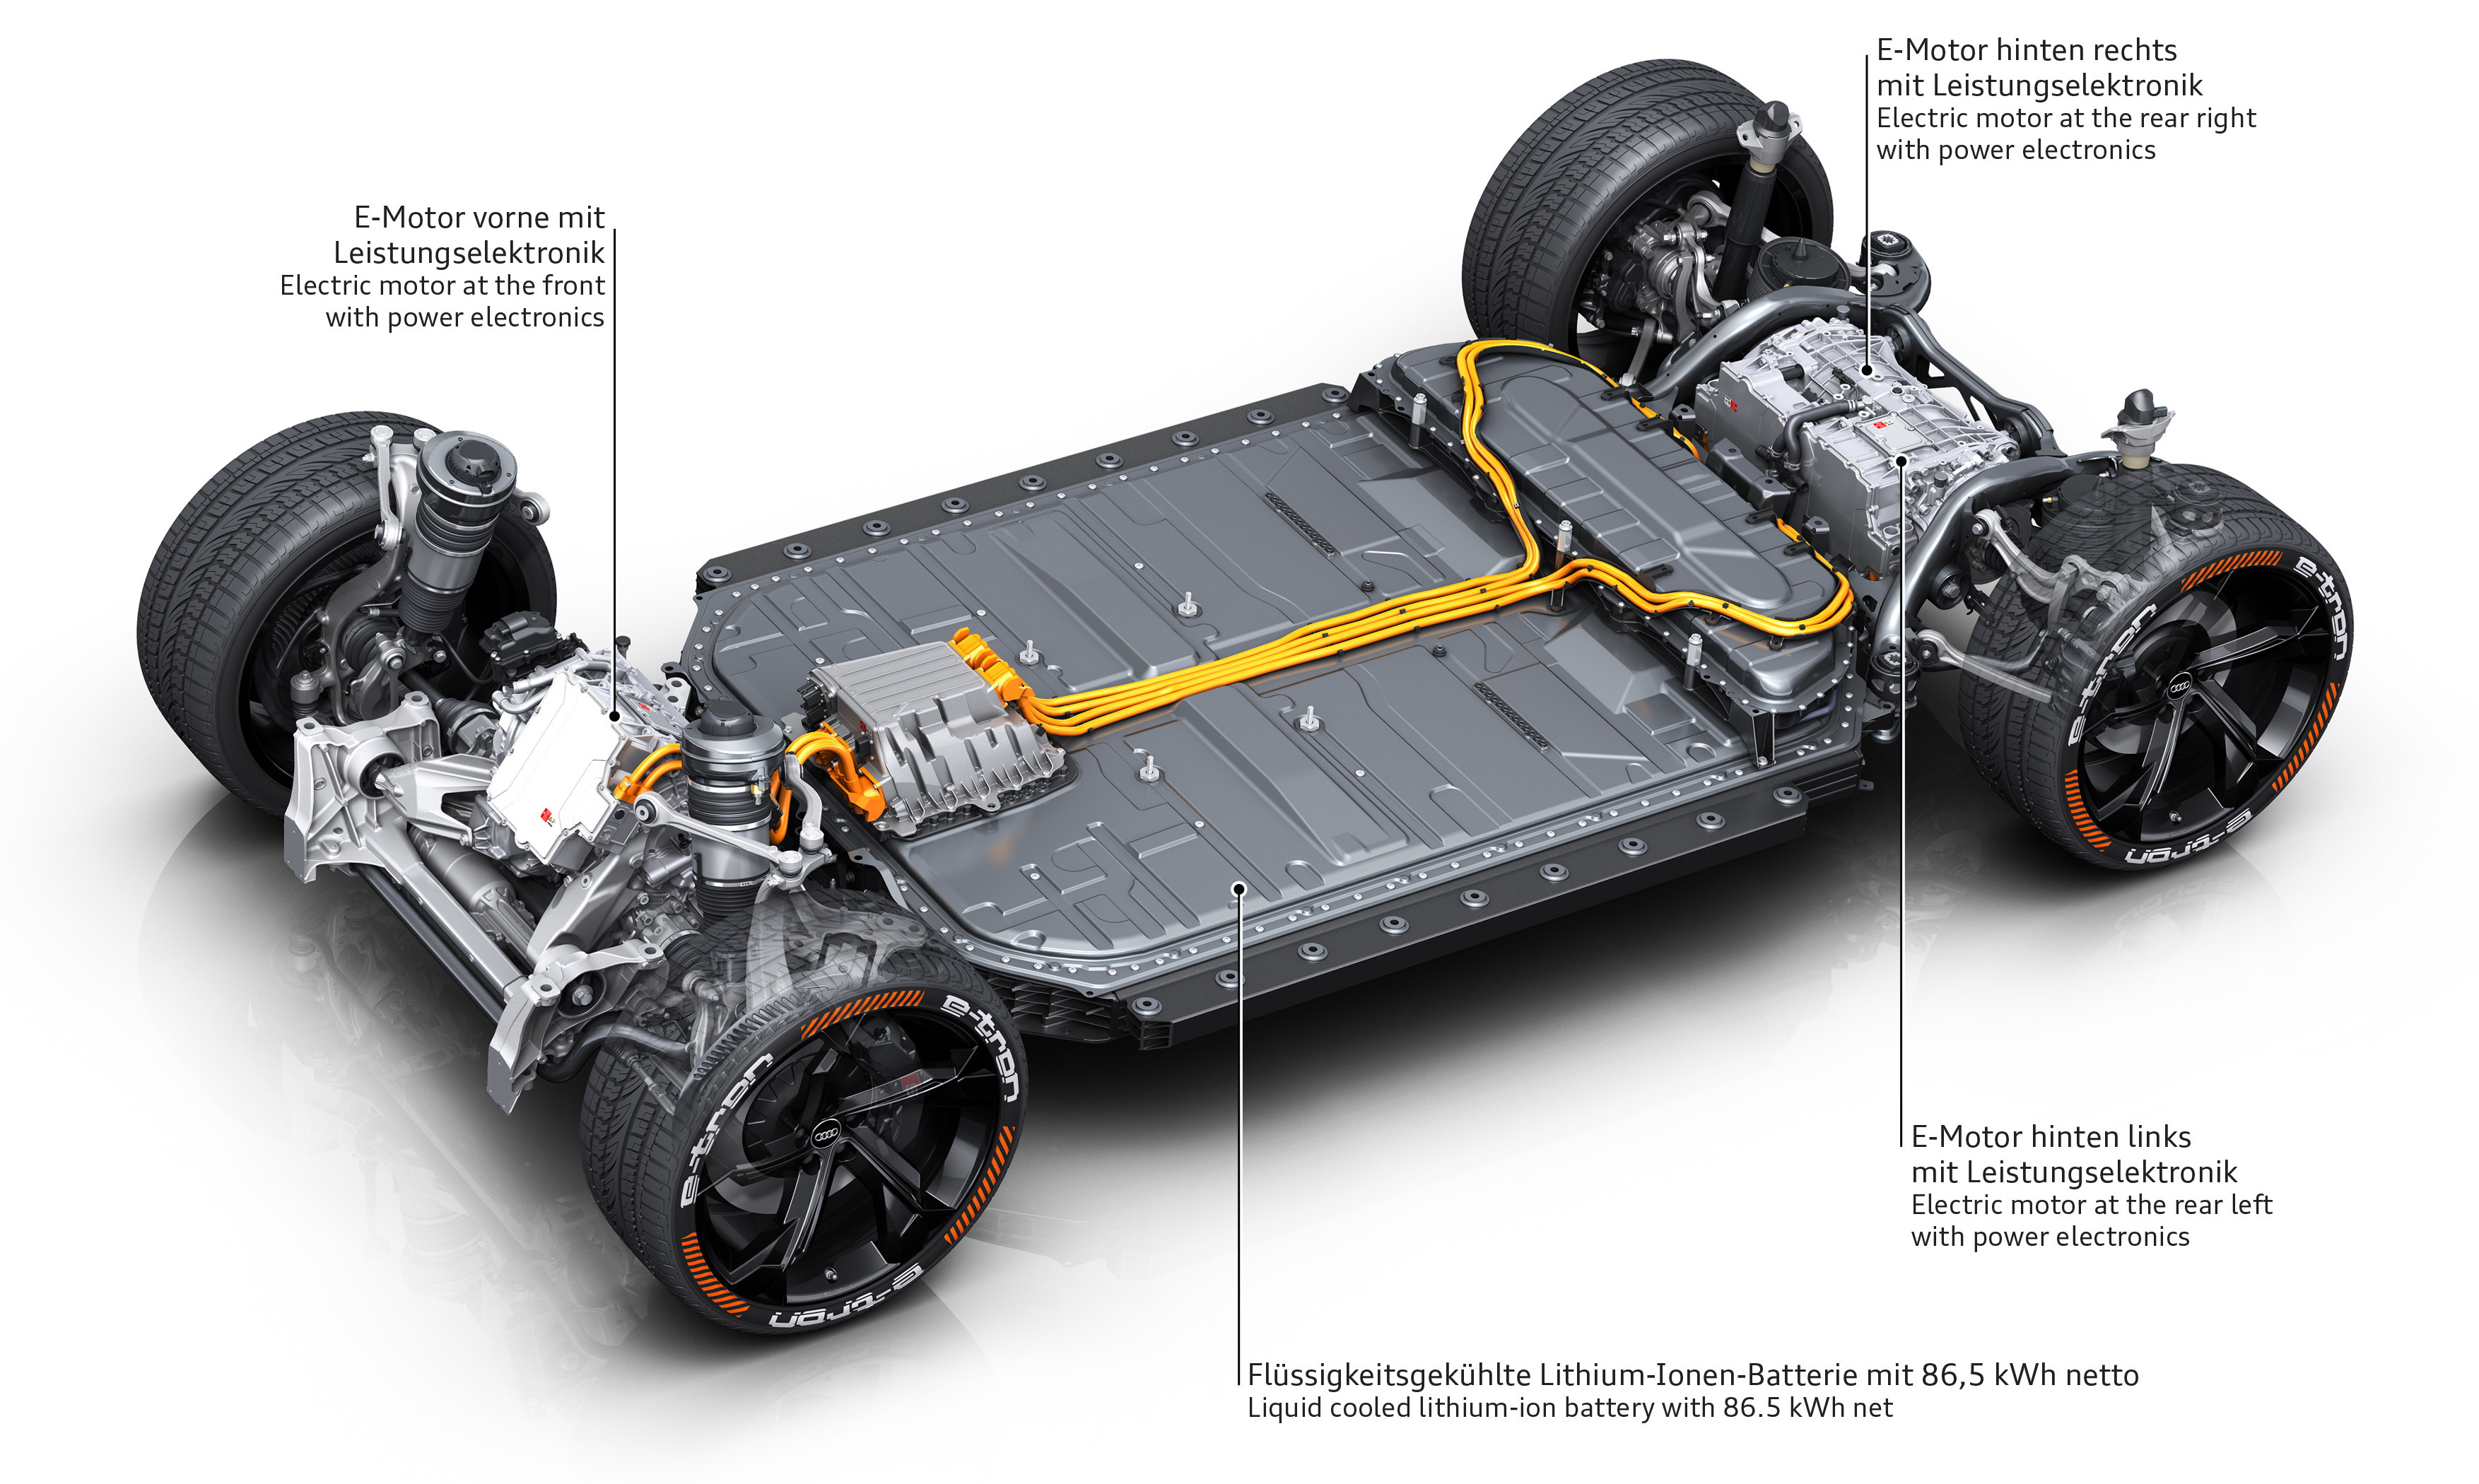 E-Motor hinten rechts
mit Leistungselektronik
Electric motor at the rear right
with power electronics
E-Motor vorne mit
Leistungselektronik
Electric motor at the front
with power electronics
e-tron
e-tron
e-tron
e-tron
e-tron
e-tron
E-Motor hinten links
mit Leistungselektronik
Electric motor at the rear left
with power electronics
Flüssigkeitsgekühlte Lithium-Ionen-Batterie mit 86,5 kWh netto
Liquid cooled lithium-ion battery with 86.5 kWh net